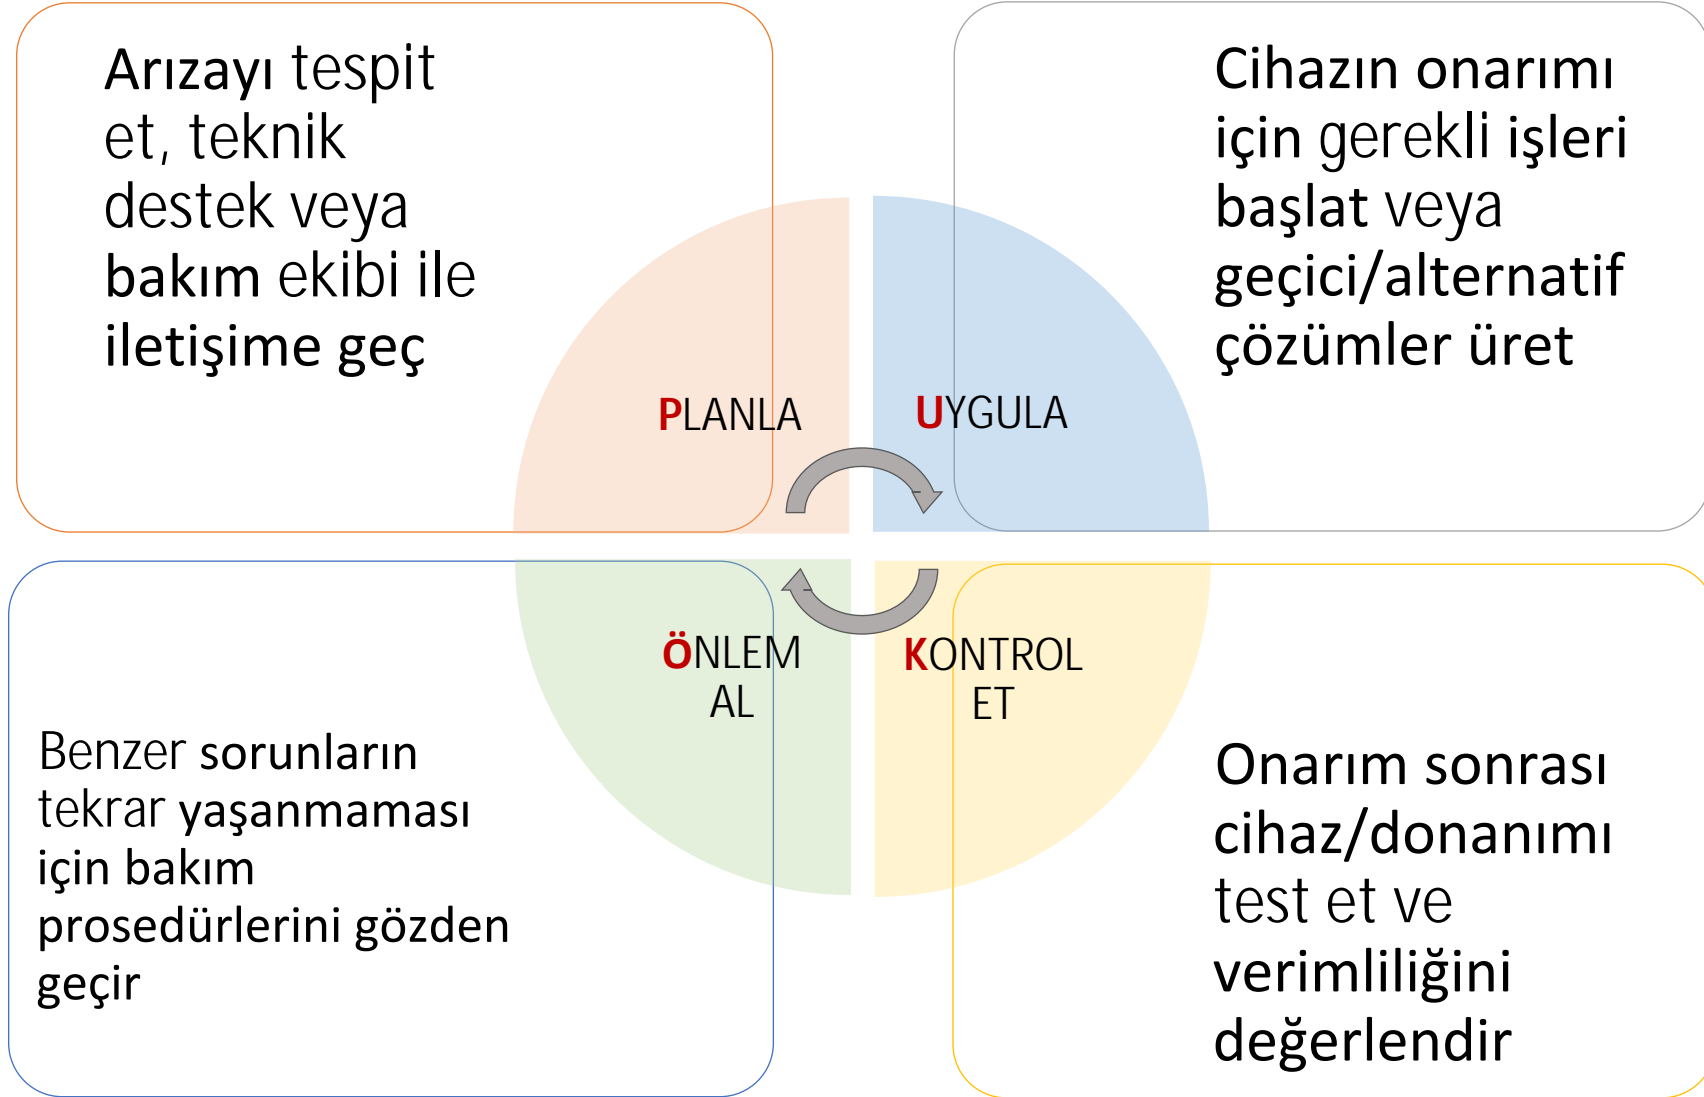 Arızayı tespit
et, teknik
destek veya
bakım ekibi ile
iletişime geç
Cihazın onarımı
için gerekli işleri
başlat veya
geçici/alternatif
çözümler üret
PLANLA
UYGULA
ÖNLEM
AL
KONTROL
ET
Benzer sorunların
tekrar yaşanmaması
için bakım
prosedürlerini gözden
geçir
Onarım sonrası
cihaz/donanımı
test et ve
verimliliğini
değerlendir